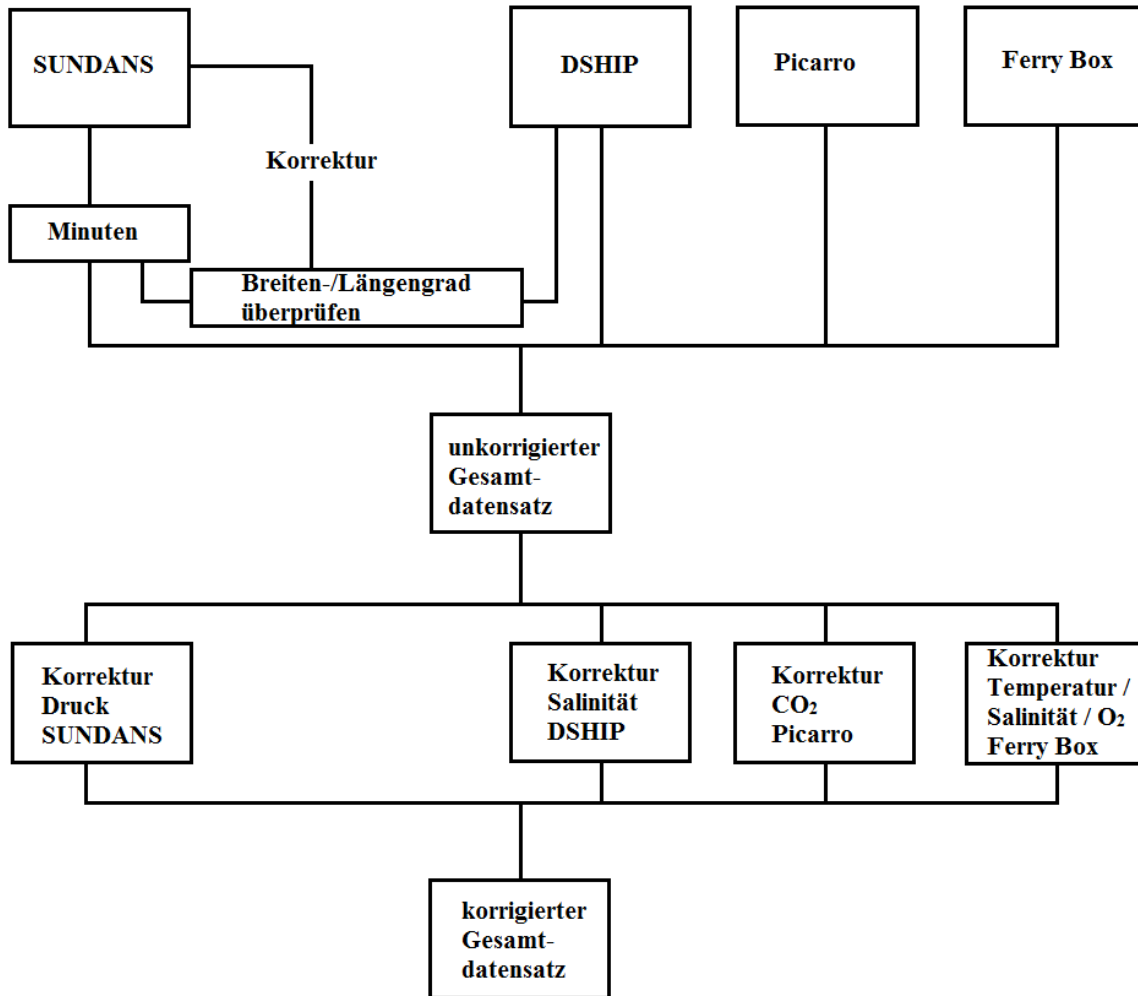 SUNDANS
DSHIP
Picarro
Ferry Box
Korrektur
Minuten
Breiten-/Längengrad
überprüfen
unkorrigierter
Gesamt-
datensatz
Korrektur
Druck
SUNDANS
Korrektur
Salinität
DSHIP
Korrektur
CO₂
Picarro
Korrektur
Temperatur /
Salinität / O₂
Ferry Box
korrigierter
Gesamt-
datensatz